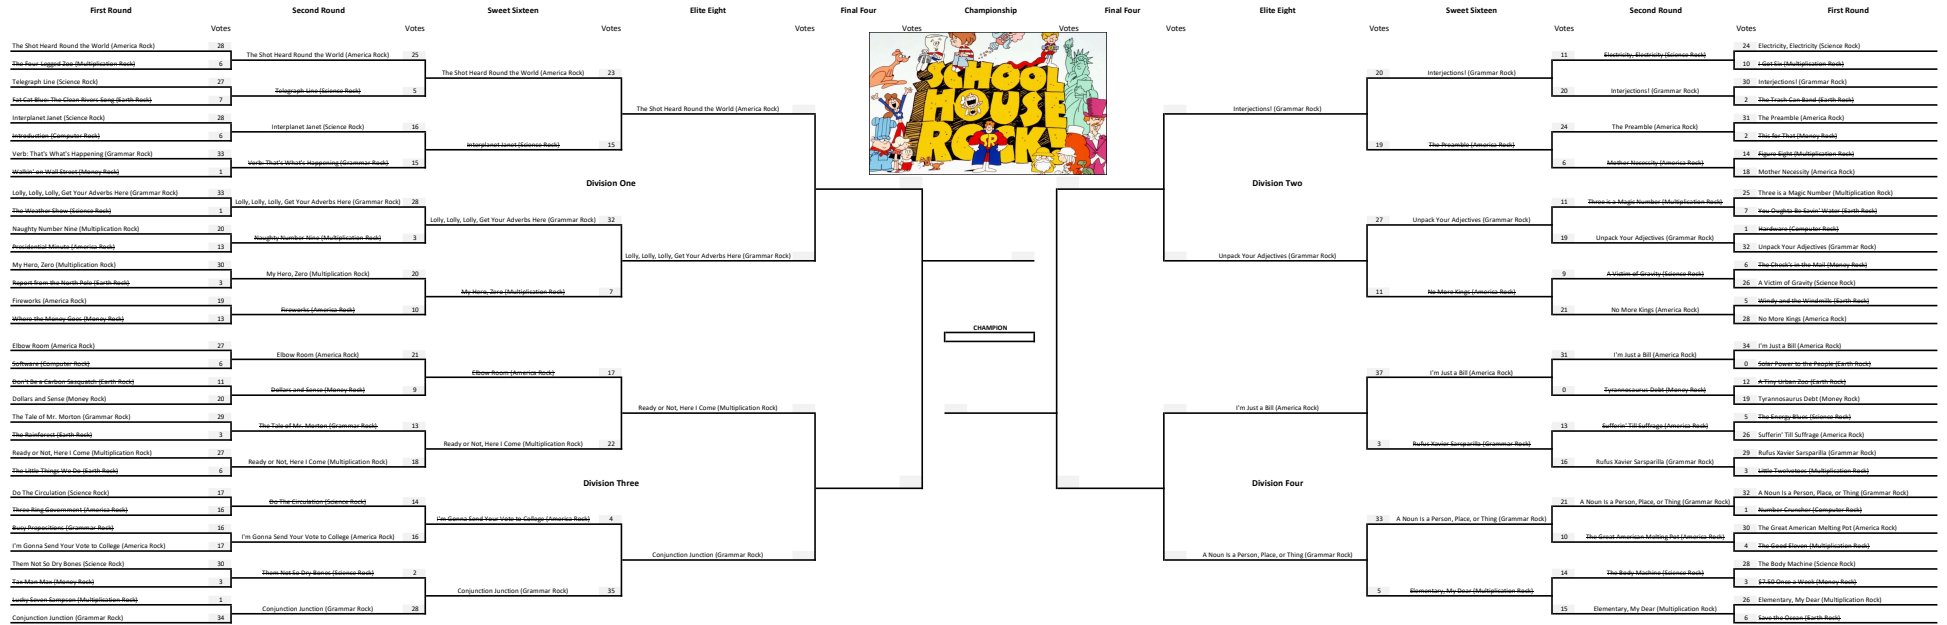 First Round Second Round Sweet Sixteen Elite Eight Final Four Championship Final Four Elite Eight Sweet Sixteen Second Round First Round
Votes Votes Votes Votes Votes Votes Votes Votes Votes Votes
The Shot Heard Round the World (America Rock) 28
The Four-Legged Zoo (Multiplication Rock) 6
Telegraph Line (Science Rock) 27
Fat Cat Blue: The Clean Rivers Song (Earth Rock) 7
Interplanet Janet (Science Rock) 28
Introduction (Computer Rock) 6
Verb: That's What's Happening (Grammar Rock) 33
Walkin' on Wall Street (Money Rock) 1
Lolly, Lolly, Lolly, Get Your Adverbs Here (Grammar Rock) 33
The Weather Show (Science Rock) 1
Naughty Number Nine (Multiplication Rock) 20
Presidential Minute (America Rock) 13
My Hero, Zero (Multiplication Rock) 30
Report from the North Pole (Earth Rock) 3
Fireworks (America Rock) 19
Where the Money Goes (Money Rock) 13
Elbow Room (America Rock) 27
Software (Computer Rock) 6
Don't Be a Carbon Sasquatch (Earth Rock) 11
Dollars and Sense (Money Rock) 20
The Tale of Mr. Morton (Grammar Rock) 29
The Rainforest (Earth Rock) 3
Ready or Not, Here I Come (Multiplication Rock) 27
The Little Things We Do (Earth Rock) 6
Do The Circulation (Science Rock) 17
Three Ring Government (America Rock) 16
Busy Prepositions (Grammar Rock) 16
I'm Gonna Send Your Vote to College (America Rock) 17
Them Not So Dry Bones (Science Rock) 30
Tax Man Max (Money Rock) 3
Lucky Seven Sampson (Multiplication Rock) 1
Conjunction Junction (Grammar Rock) 34
The Shot Heard Round the World (America Rock) 25
Telegraph Line (Science Rock) 5
Interplanet Janet (Science Rock) 16
Verb: That's What's Happening (Grammar Rock) 15
Lolly, Lolly, Lolly, Get Your Adverbs Here (Grammar Rock) 28
Naughty Number Nine (Multiplication Rock) 3
My Hero, Zero (Multiplication Rock) 20
Fireworks (America Rock) 10
Elbow Room (America Rock) 21
Dollars and Sense (Money Rock) 9
The Tale of Mr. Morton (Grammar Rock) 13
Ready or Not, Here I Come (Multiplication Rock) 18
Do The Circulation (Science Rock) 14
I'm Gonna Send Your Vote to College (America Rock) 16
Them Not So Dry Bones (Science Rock) 2
Conjunction Junction (Grammar Rock) 28
The Shot Heard Round the World (America Rock) 23
Interplanet Janet (Science Rock) 15
Lolly, Lolly, Lolly, Get Your Adverbs Here (Grammar Rock) 32
My Hero, Zero (Multiplication Rock) 7
Elbow Room (America Rock) 17
Ready or Not, Here I Come (Multiplication Rock) 22
I'm Gonna Send Your Vote to College (America Rock) 4
Conjunction Junction (Grammar Rock) 35
The Shot Heard Round the World (America Rock)
Division One
Lolly, Lolly, Lolly, Get Your Adverbs Here (Grammar Rock)
Ready or Not, Here I Come (Multiplication Rock)
Division Three
Conjunction Junction (Grammar Rock)
SCHOOL
HOUSE
ROCK!
SR
CHAMPION
Interjections! (Grammar Rock)
Division Two
Unpack Your Adjectives (Grammar Rock)
I'm Just a Bill (America Rock)
Division Four
A Noun Is a Person, Place, or Thing (Grammar Rock)
20 Interjections! (Grammar Rock)
19 The Preamble (America Rock)
27 Unpack Your Adjectives (Grammar Rock)
11 No More Kings (America Rock)
37 I'm Just a Bill (America Rock)
3 Rufus Xavier Sarsparilla (Grammar Rock)
33 A Noun Is a Person, Place, or Thing (Grammar Rock)
5 Elementary, My Dear (Multiplication Rock)
11 Electricity, Electricity (Science Rock)
20 Interjections! (Grammar Rock)
24 The Preamble (America Rock)
6 Mother Necessity (America Rock)
11 Three is a Magic Number (Multiplication Rock)
19 Unpack Your Adjectives (Grammar Rock)
9 A Victim of Gravity (Science Rock)
21 No More Kings (America Rock)
31 I'm Just a Bill (America Rock)
0 Tyrannosaurus Debt (Money Rock)
13 Sufferin' Till Suffrage (America Rock)
16 Rufus Xavier Sarsparilla (Grammar Rock)
21 A Noun Is a Person, Place, or Thing (Grammar Rock)
10 The Great American Melting Pot (America Rock)
14 The Body Machine (Science Rock)
15 Elementary, My Dear (Multiplication Rock)
24 Electricity, Electricity (Science Rock)
10 I Got Six (Multiplication Rock)
30 Interjections! (Grammar Rock)
2 The Trash Can Band (Earth Rock)
31 The Preamble (America Rock)
2 This for That (Money Rock)
14 Figure Eight (Multiplication Rock)
18 Mother Necessity (America Rock)
25 Three is a Magic Number (Multiplication Rock)
7 You Oughta Be Savin' Water (Earth Rock)
1 Hardware (Computer Rock)
32 Unpack Your Adjectives (Grammar Rock)
6 The Check's in the Mail (Money Rock)
26 A Victim of Gravity (Science Rock)
5 Windy and the Windmills (Earth Rock)
28 No More Kings (America Rock)
34 I'm Just a Bill (America Rock)
0 Solar Power to the People (Earth Rock)
12 A Tiny Urban Zoo (Earth Rock)
19 Tyrannosaurus Debt (Money Rock)
5 The Energy Blues (Science Rock)
26 Sufferin' Till Suffrage (America Rock)
29 Rufus Xavier Sarsparilla (Grammar Rock)
3 Little Twelvetoes (Multiplication Rock)
32 A Noun Is a Person, Place, or Thing (Grammar Rock)
1 Number Cruncher (Computer Rock)
30 The Great American Melting Pot (America Rock)
4 The Good Eleven (Multiplication Rock)
28 The Body Machine (Science Rock)
3 $7.50 Once a Week (Money Rock)
26 Elementary, My Dear (Multiplication Rock)
6 Save the Ocean (Earth Rock)